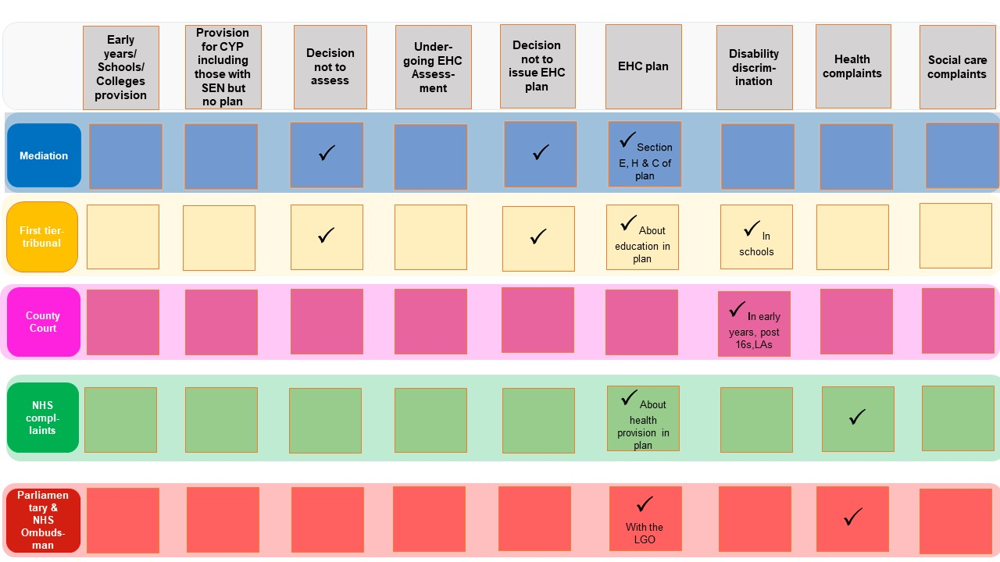 Early
years/
Schools/
Colleges
provision
Provision
for CYP
including
those with
SEN but
no plan
Decision
not to
assess
Under-
going EHC
Assess-
ment
Decision
not to
issue EHC
plan
EHC plan
Disability
discrim-
ination
Health
complaints
Social care
complaints
Mediation
✓
✓
✓Section
E, H & C of
plan
First tier-
tribunal
✓
✓
✓About
education in
plan
✓In
schools
County
Court
✓In early
years, post
16s,LAs
NHS
compl-
laints
✓About
health
provision in
plan
✓
Parliamen
tary &
NHS
Ombuds-
man
✓
With the
LGO
✓